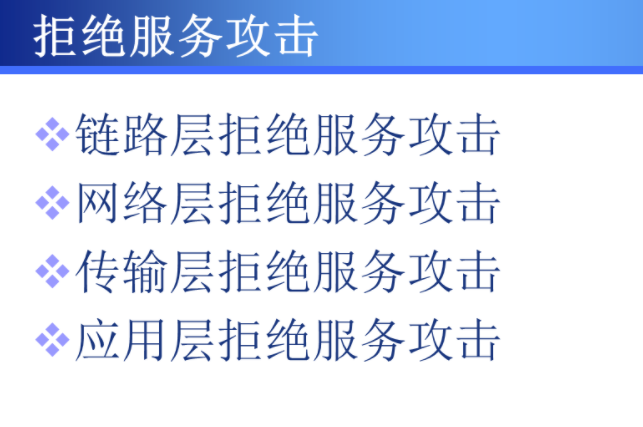 拒绝服务攻击
链路层拒绝服务攻击
网络层拒绝服务攻击
传输层拒绝服务攻击
应用层拒绝服务攻击